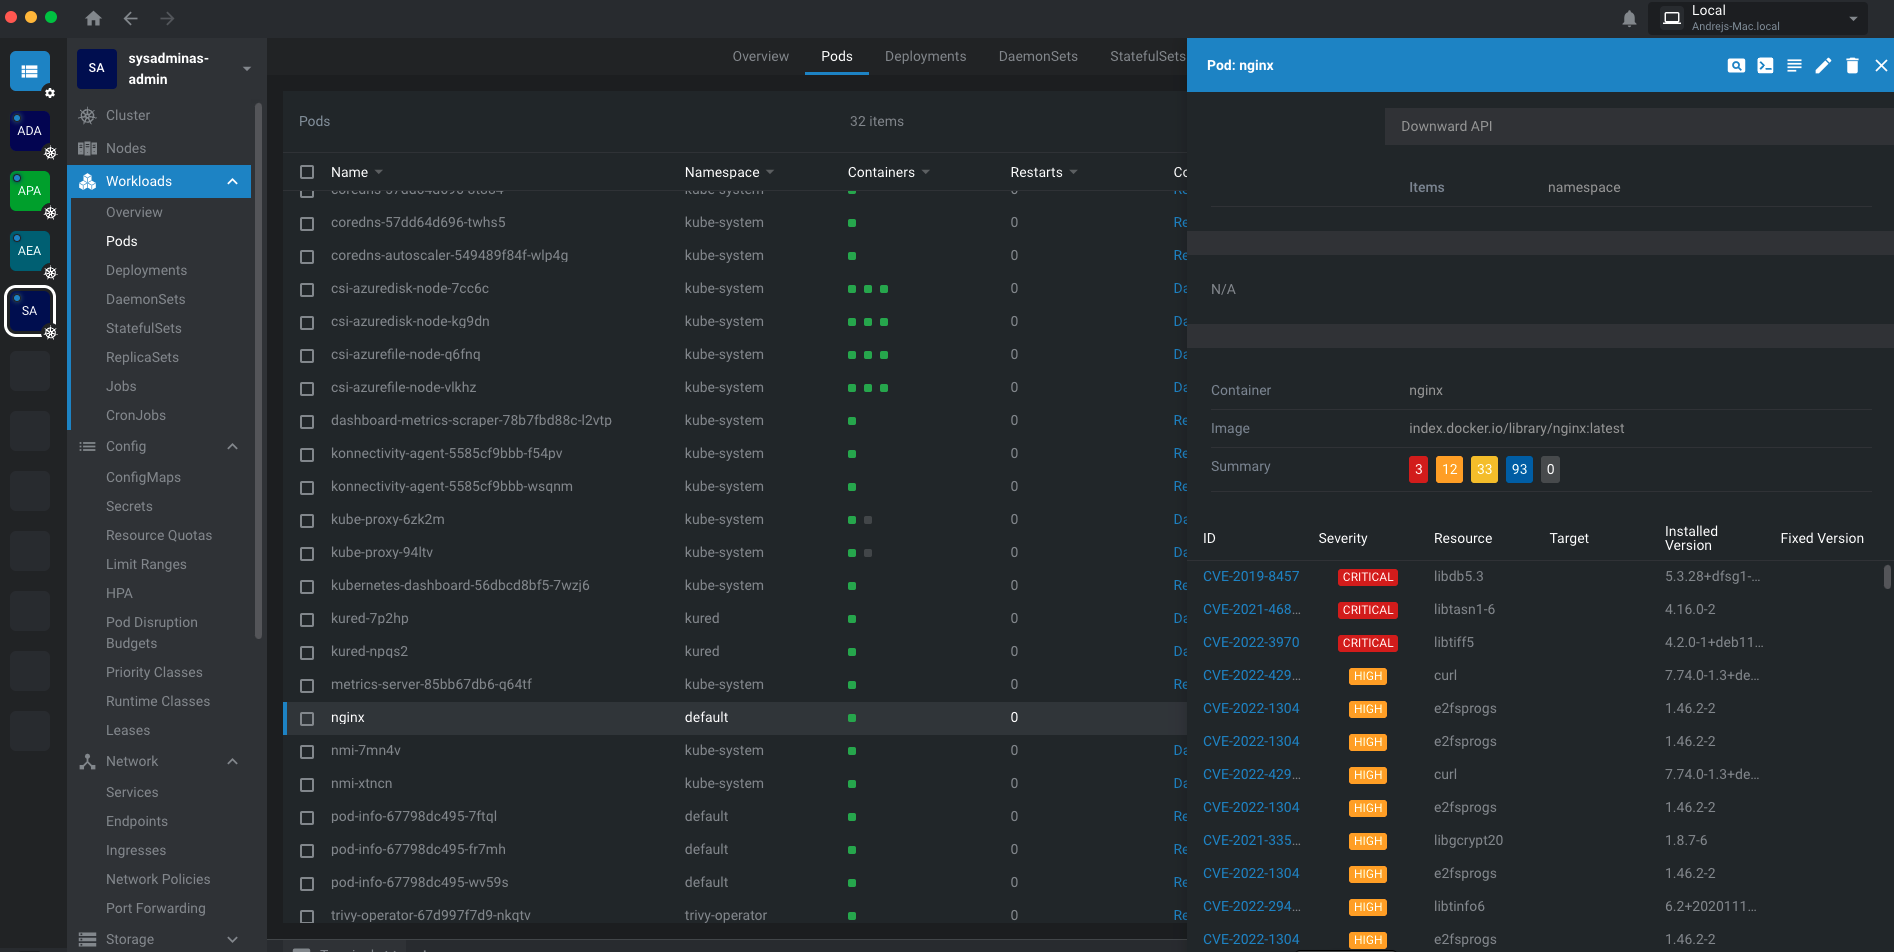 Local
Andrejs-Mac.local
ADA
APA
AEA
SA
SA
sysadminas-admin
Cluster
Nodes
Workloads
Overview
Pods
Deployments
DaemonSets
StatefulSets
ReplicaSets
Jobs
CronJobs
Config
ConfigMaps
Secrets
Resource Quotas
Limit Ranges
HPA
Pod Disruption
Budgets
Priority Classes
Runtime Classes
Leases
Network
Services
Endpoints
Ingresses
Network Policies
Port Forwarding
Storage
Overview Pods Deployments DaemonSets StatefulSets
Pods 32 items
Name Namespace Containers Restarts Co
kube-system 0 Re
coredns-57dd64d696-twhs5 kube-system 0 Re
coredns-autoscaler-549489f84f-wlp4g kube-system 0 Re
csi-azuredisk-node-7cc6c kube-system 0 Da
csi-azuredisk-node-kg9dn kube-system 0 Da
csi-azurefile-node-q6fnq kube-system 0 Da
csi-azurefile-node-vlkhz kube-system 0 Da
dashboard-metrics-scraper-78b7fbd88c-l2vtp kube-system 0 Re
konnectivity-agent-5585cf9bbb-f54pv kube-system 0 Re
konnectivity-agent-5585cf9bbb-wsqnm kube-system 0 Re
kube-proxy-6zk2m kube-system 0 Da
kube-proxy-94ltv kube-system 0 Da
kubernetes-dashboard-56dbcd8bf5-7wzj6 kube-system 0 Re
kured-7p2hp kured 0 Da
kured-npqs2 kured 0 Da
metrics-server-85bb67db6-q64tf kube-system 0 Re
nginx default 0
nmi-7mn4v kube-system 0 Da
nmi-xtncn kube-system 0 Da
pod-info-67798dc495-7ftql default 0 Re
pod-info-67798dc495-fr7mh default 0 Re
pod-info-67798dc495-wv59s default 0 Re
trivy-operator-67d997f7d9-nkqtv trivy-operator 0 Re
Pod: nginx
Downward API
Items namespace
N/A
Container nginx
Image index.docker.io/library/nginx:latest
Summary 3 12 33 93 0
ID Severity Resource Target Installed Version Fixed Version
CVE-2019-8457 CRITICAL libdb5.3 5.3.28+dfsg1-...
CVE-2021-468... CRITICAL libtasn1-6 4.16.0-2
CVE-2022-3970 CRITICAL libtiff5 4.2.0-1+deb11...
CVE-2022-429... HIGH curl 7.74.0-1.3+de...
CVE-2022-1304 HIGH e2fsprogs 1.46.2-2
CVE-2022-1304 HIGH e2fsprogs 1.46.2-2
CVE-2022-429... HIGH curl 7.74.0-1.3+de...
CVE-2022-1304 HIGH e2fsprogs 1.46.2-2
CVE-2021-335... HIGH libgcrypt20 1.8.7-6
CVE-2022-1304 HIGH e2fsprogs 1.46.2-2
CVE-2022-294... HIGH libtinfo6 6.2+2020111...
CVE-2022-1304 HIGH e2fsprogs 1.46.2-2